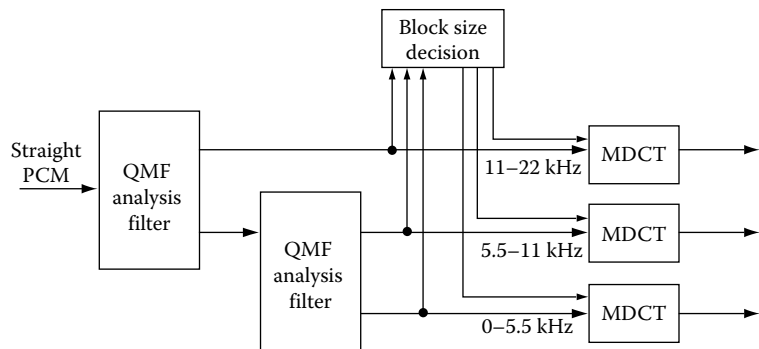 Block size
decision
Straight
PCM
QMF
analysis
filter
11–22 kHz
MDCT
QMF
analysis
filter
5.5–11 kHz
MDCT
0–5.5 kHz
MDCT